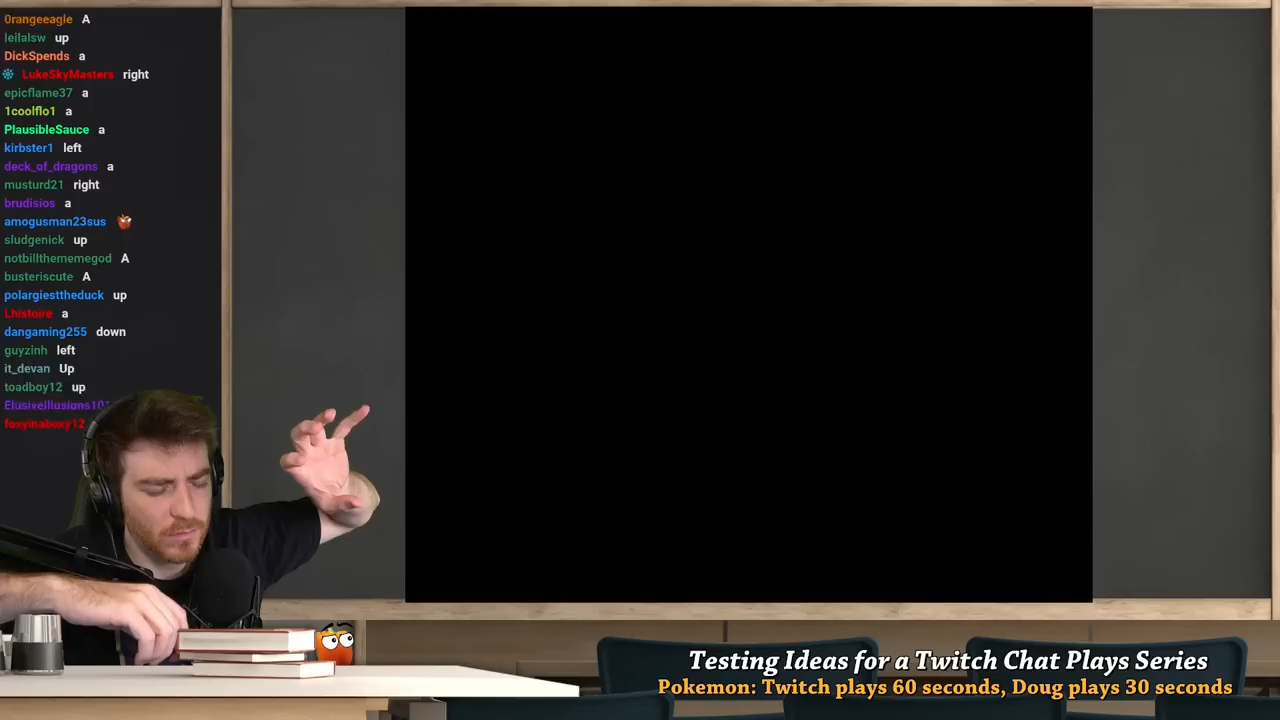 0rangeeagle A
leilalsw up
DickSpends a
LukeSkyMasters right
epicflame37 a
1coolflo1 a
PlausibleSauce a
kirbster1 left
deck_of_dragons a
musturd21 right
brudisios a
amogusman23sus
sludgenick up
notbillthememegod A
busteriscute A
polargiesttheduck up
Lhistoire a
dangaming255 down
guyzinh left
it_devan Up
toadboy12 up
foxyinaboxy12
Testing Ideas for a Twitch Chat Plays Series
Pokemon: Twitch plays 60 seconds, Doug plays 30 seconds